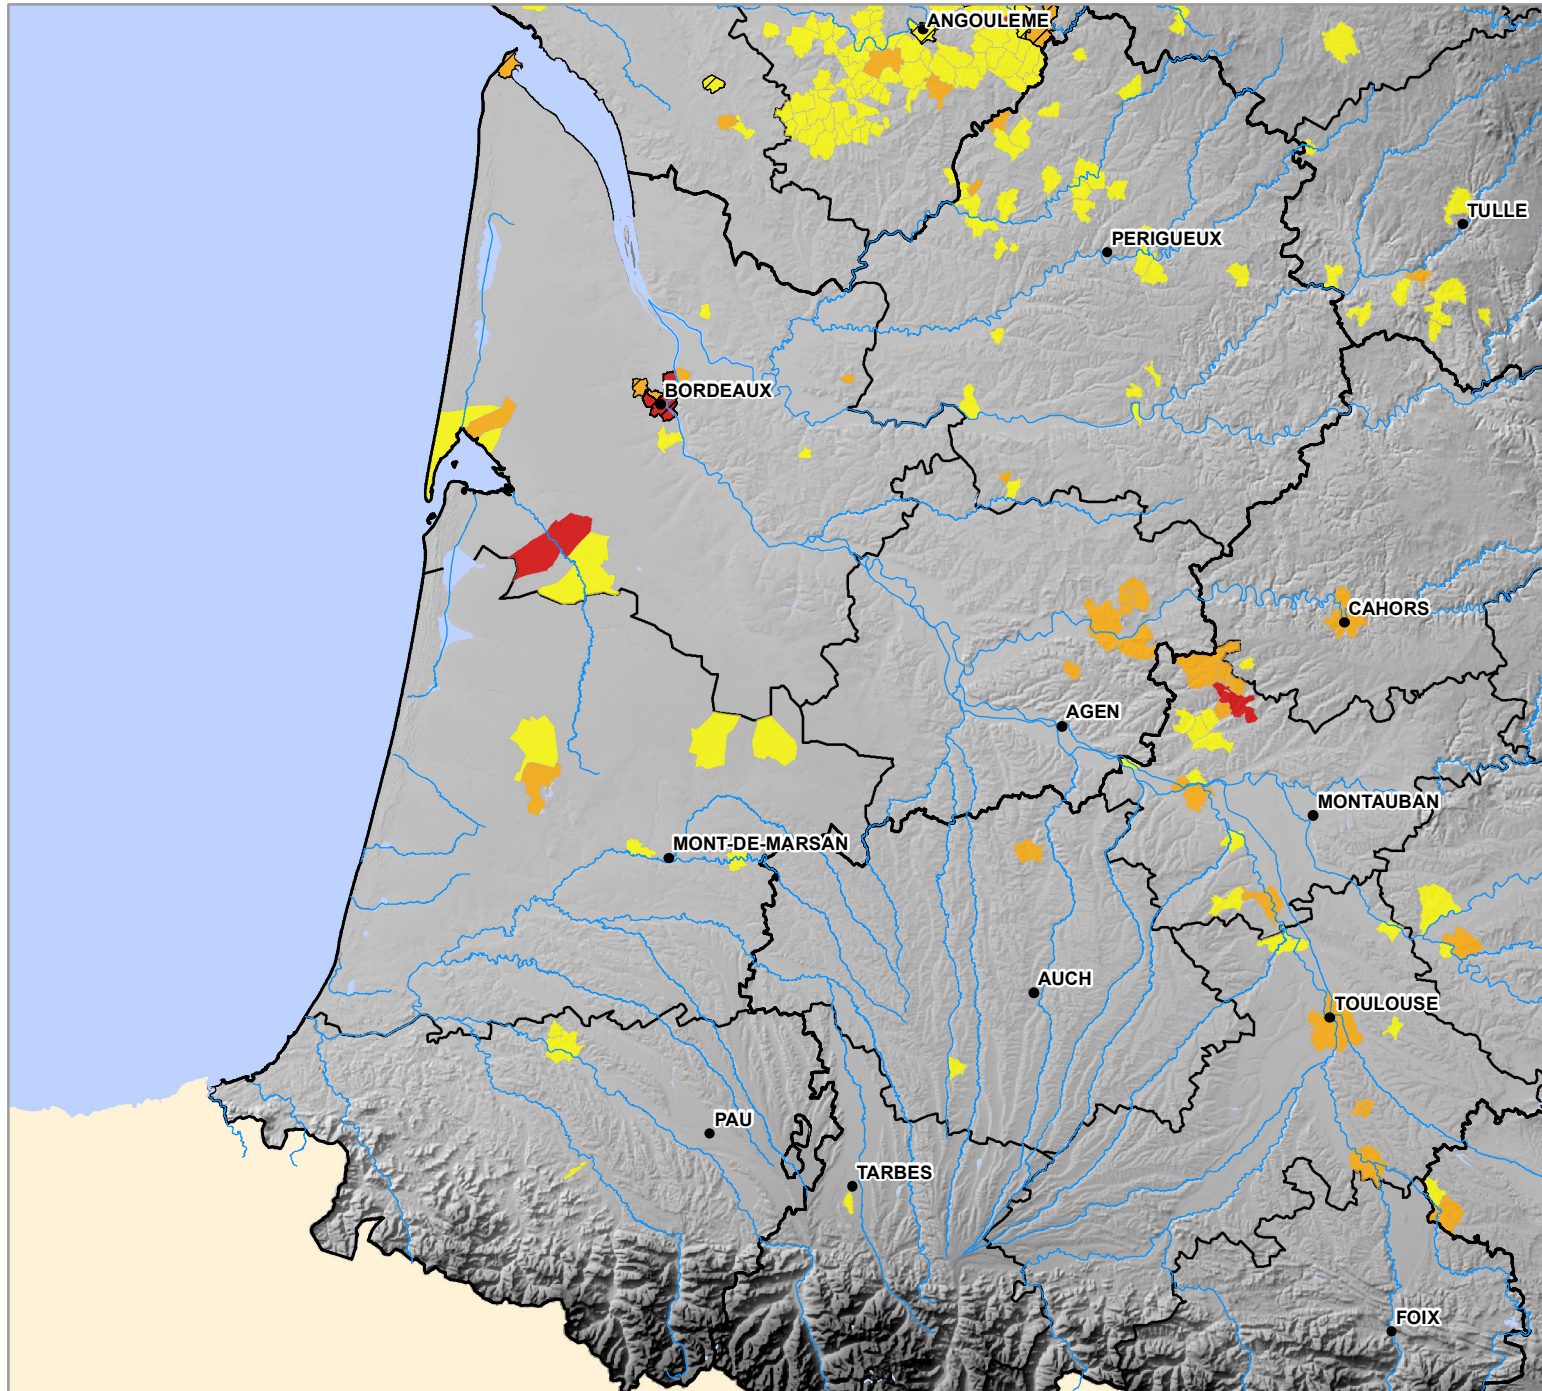 ANGOULEME
TULLE
PERIGUEUX
BORDEAUX
CAHORS
AGEN
MONTAUBAN
MONT-DE-MARSAN
AUCH
TOULOUSE
PAU
TARBES
FOIX